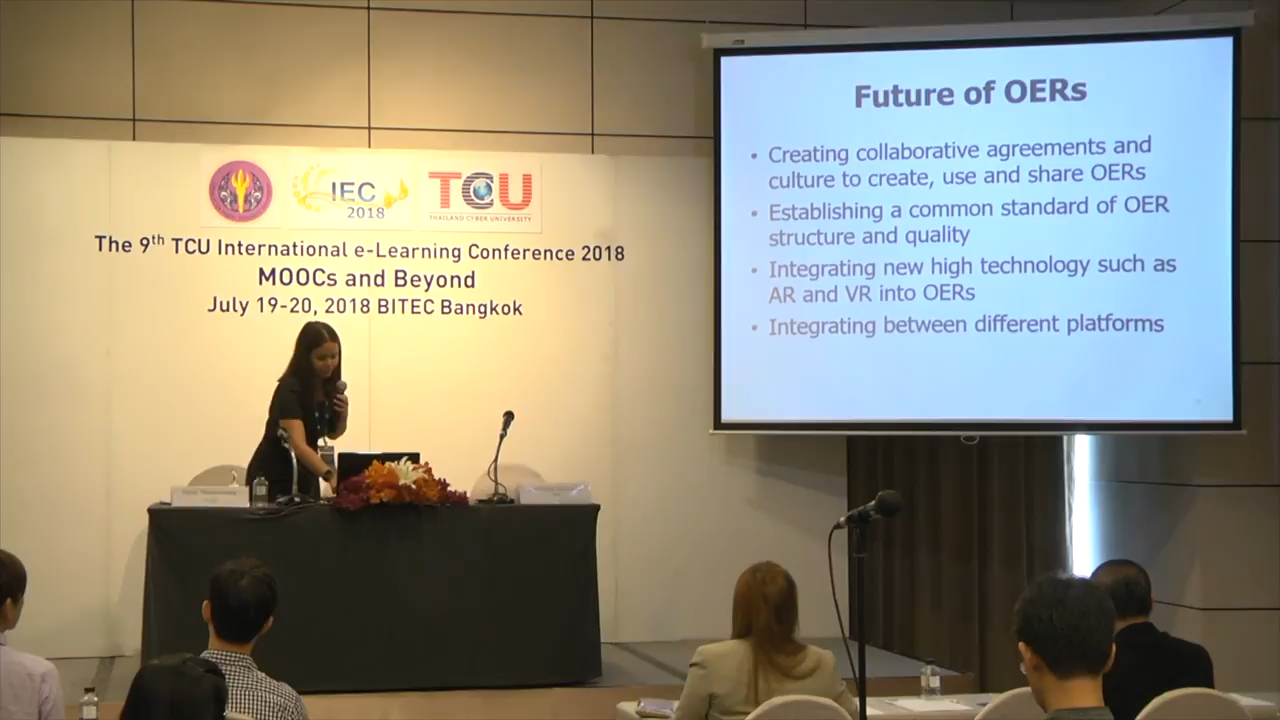 IEC
2018
TCU
THAILAND CYBER UNIVERSITY
The 9th TCU International e-Learning Conference 2018
MOOCs and Beyond
July 19-20, 2018 BITEC Bangkok
Future of OERs
• Creating collaborative agreements and
culture to create, use and share OERs
• Establishing a common standard of OER
structure and quality
• Integrating new high technology such as
AR and VR into OERs
• Integrating between different platforms